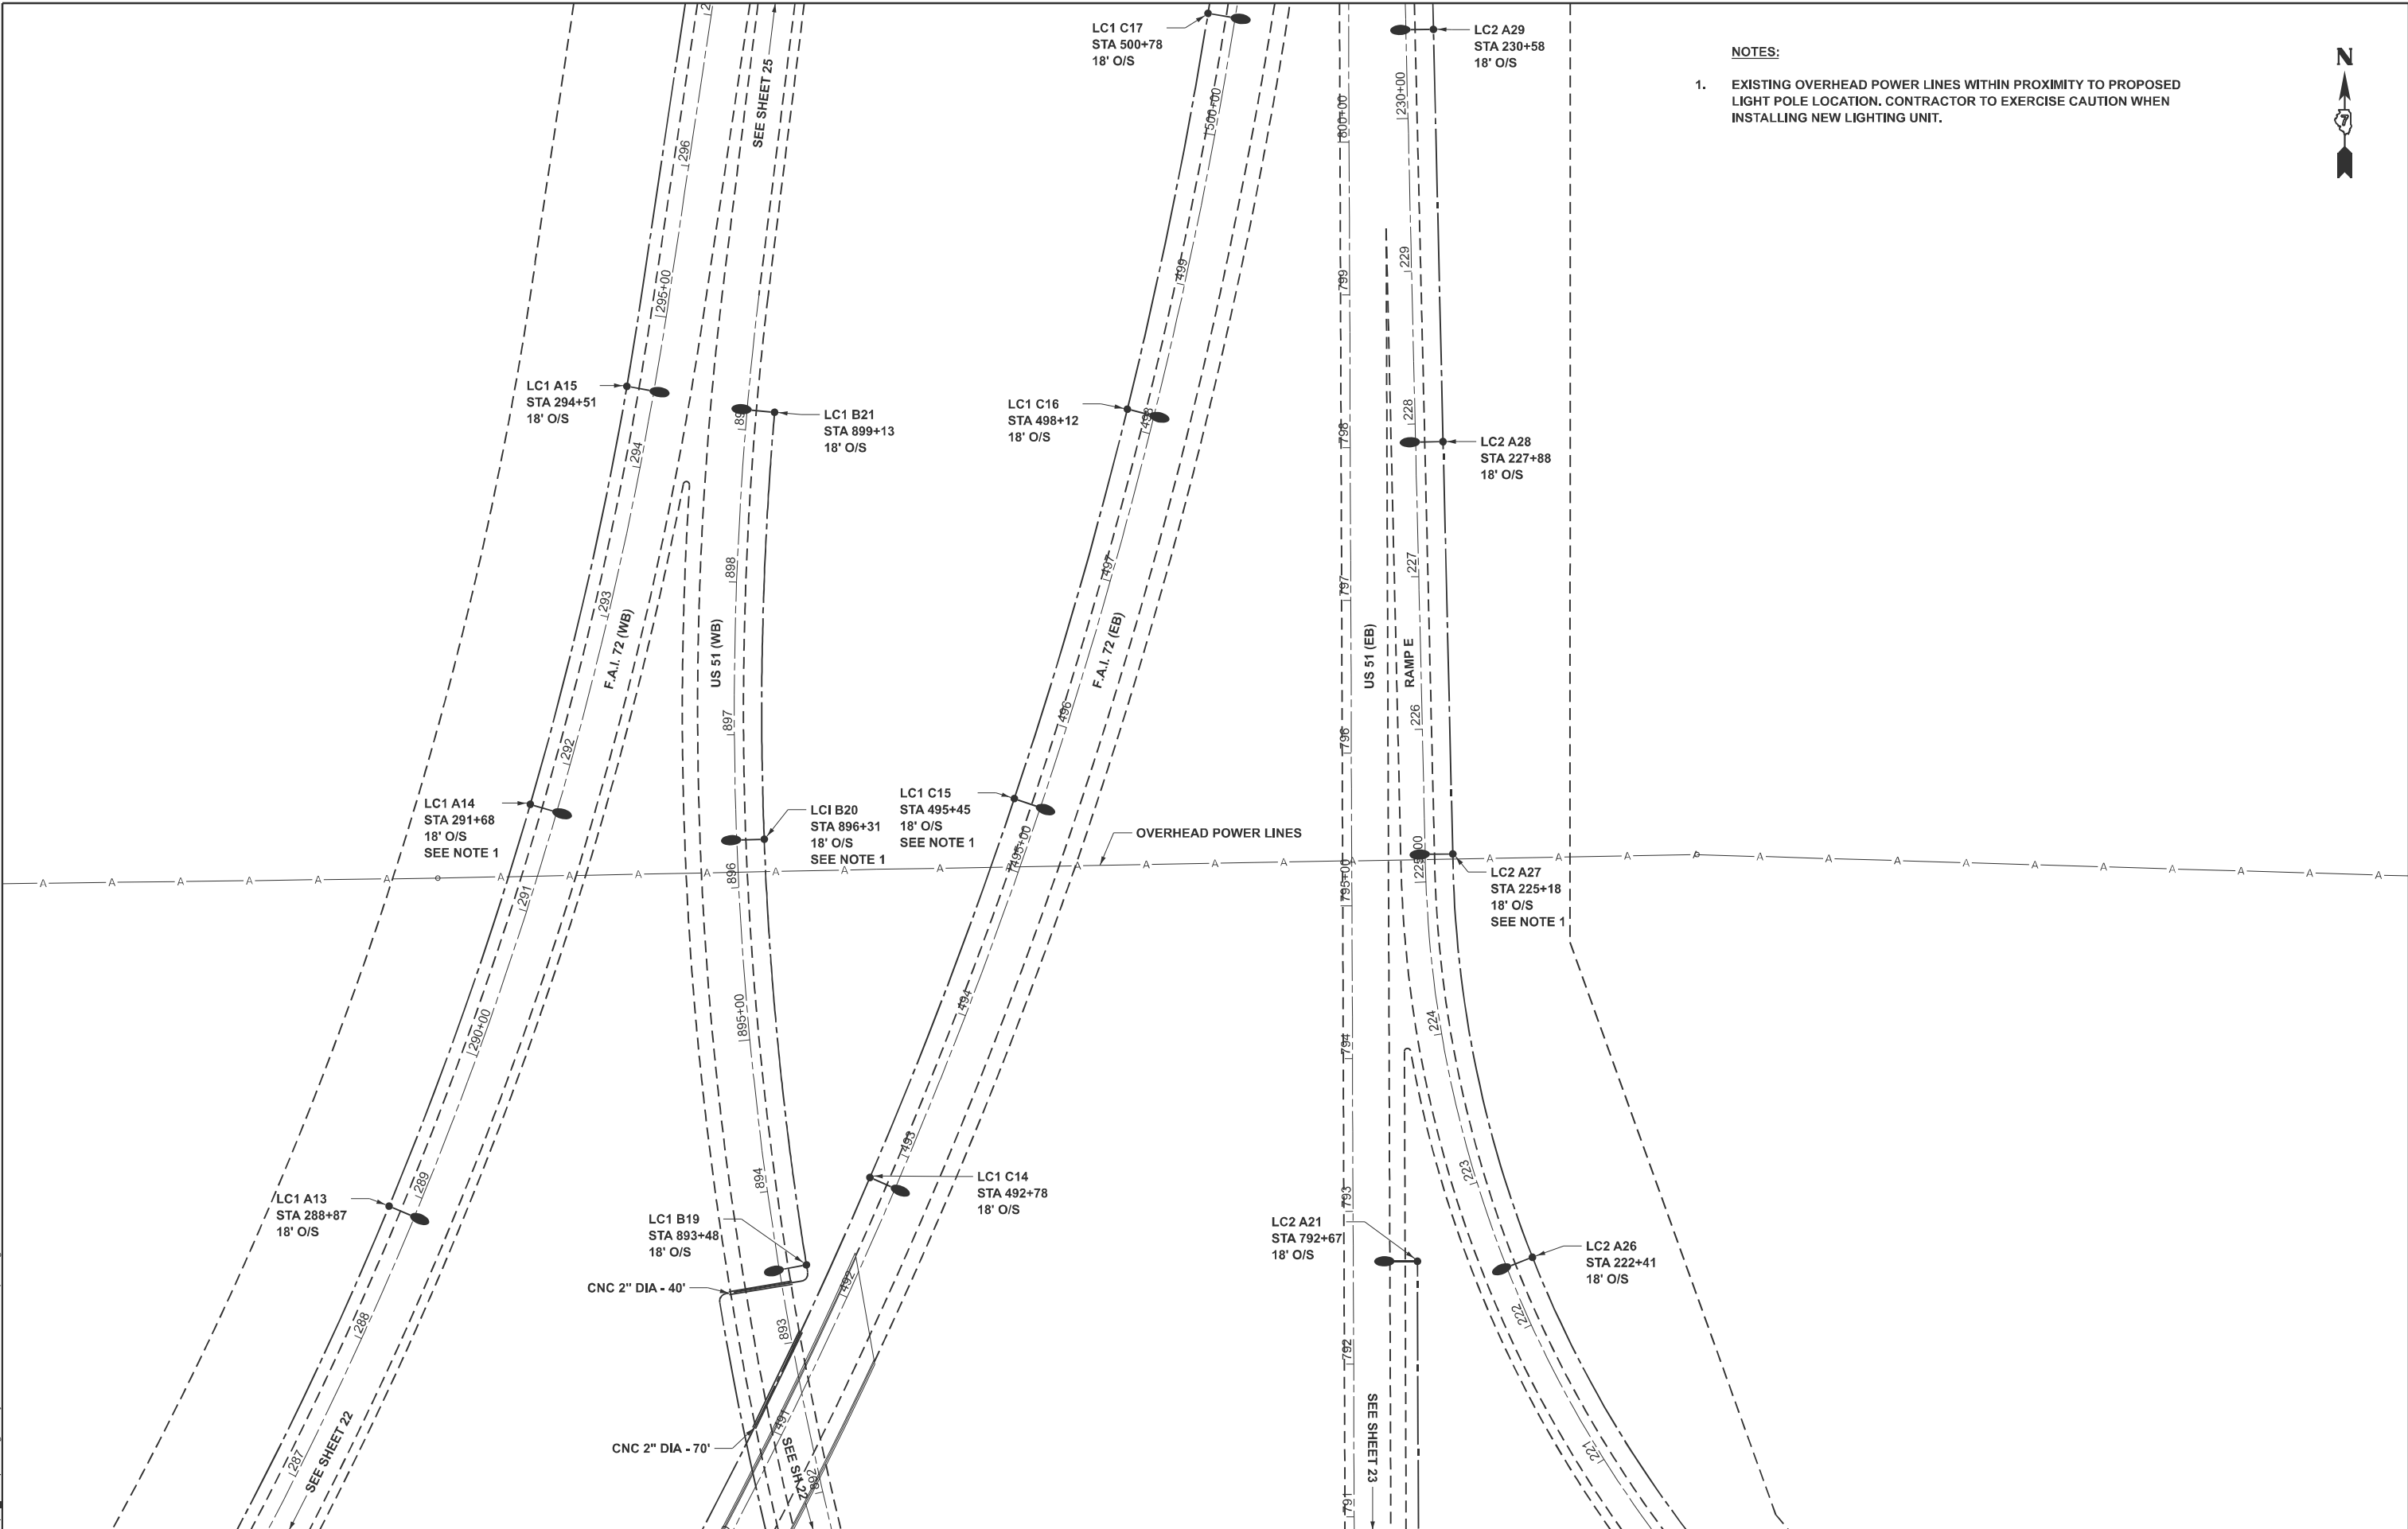 LC1 C17
STA 500+78
18' O/S
LC2 A29
STA 230+58
18' O/S
NOTES:
1. EXISTING OVERHEAD POWER LINES WITHIN PROXIMITY TO PROPOSED
LIGHT POLE LOCATION. CONTRACTOR TO EXERCISE CAUTION WHEN
INSTALLING NEW LIGHTING UNIT.
N
7
SEE SHEET 25
296
295+00
294
293
292
291
290+00
289
288
287
F.A.I. 72 (WB)
SEE SHEET 22
LC1 A15
STA 294+51
18' O/S
LC1 B21
STA 899+13
18' O/S
LC1 C16
STA 498+12
18' O/S
LC2 A28
STA 227+88
18' O/S
898
897
896
895+00
894
893
892
US 51 (WB)
SEE SH 22
500+00
499
498
497
496
495+00
494
493
492
491
F.A.I. 72 (EB)
800+00
799
798
797
796
795+00
794
793
792
791
US 51 (EB)
SEE SHEET 23
230+00
229
228
227
226
225+00
224
223
222
221
RAMP E
LC1 A14
STA 291+68
18' O/S
SEE NOTE 1
LCI B20
STA 896+31
18' O/S
SEE NOTE 1
LC1 C15
STA 495+45
18' O/S
SEE NOTE 1
OVERHEAD POWER LINES
A A A A A A A A A A A A A A A A A A A A A A A A A A A A A A A A A
LC2 A27
STA 225+18
18' O/S
SEE NOTE 1
LC1 A13
STA 288+87
18' O/S
LC1 B19
STA 893+48
18' O/S
LC1 C14
STA 492+78
18' O/S
LC2 A21
STA 792+67
18' O/S
LC2 A26
STA 222+41
18' O/S
CNC 2" DIA - 40'
CNC 2" DIA - 70'